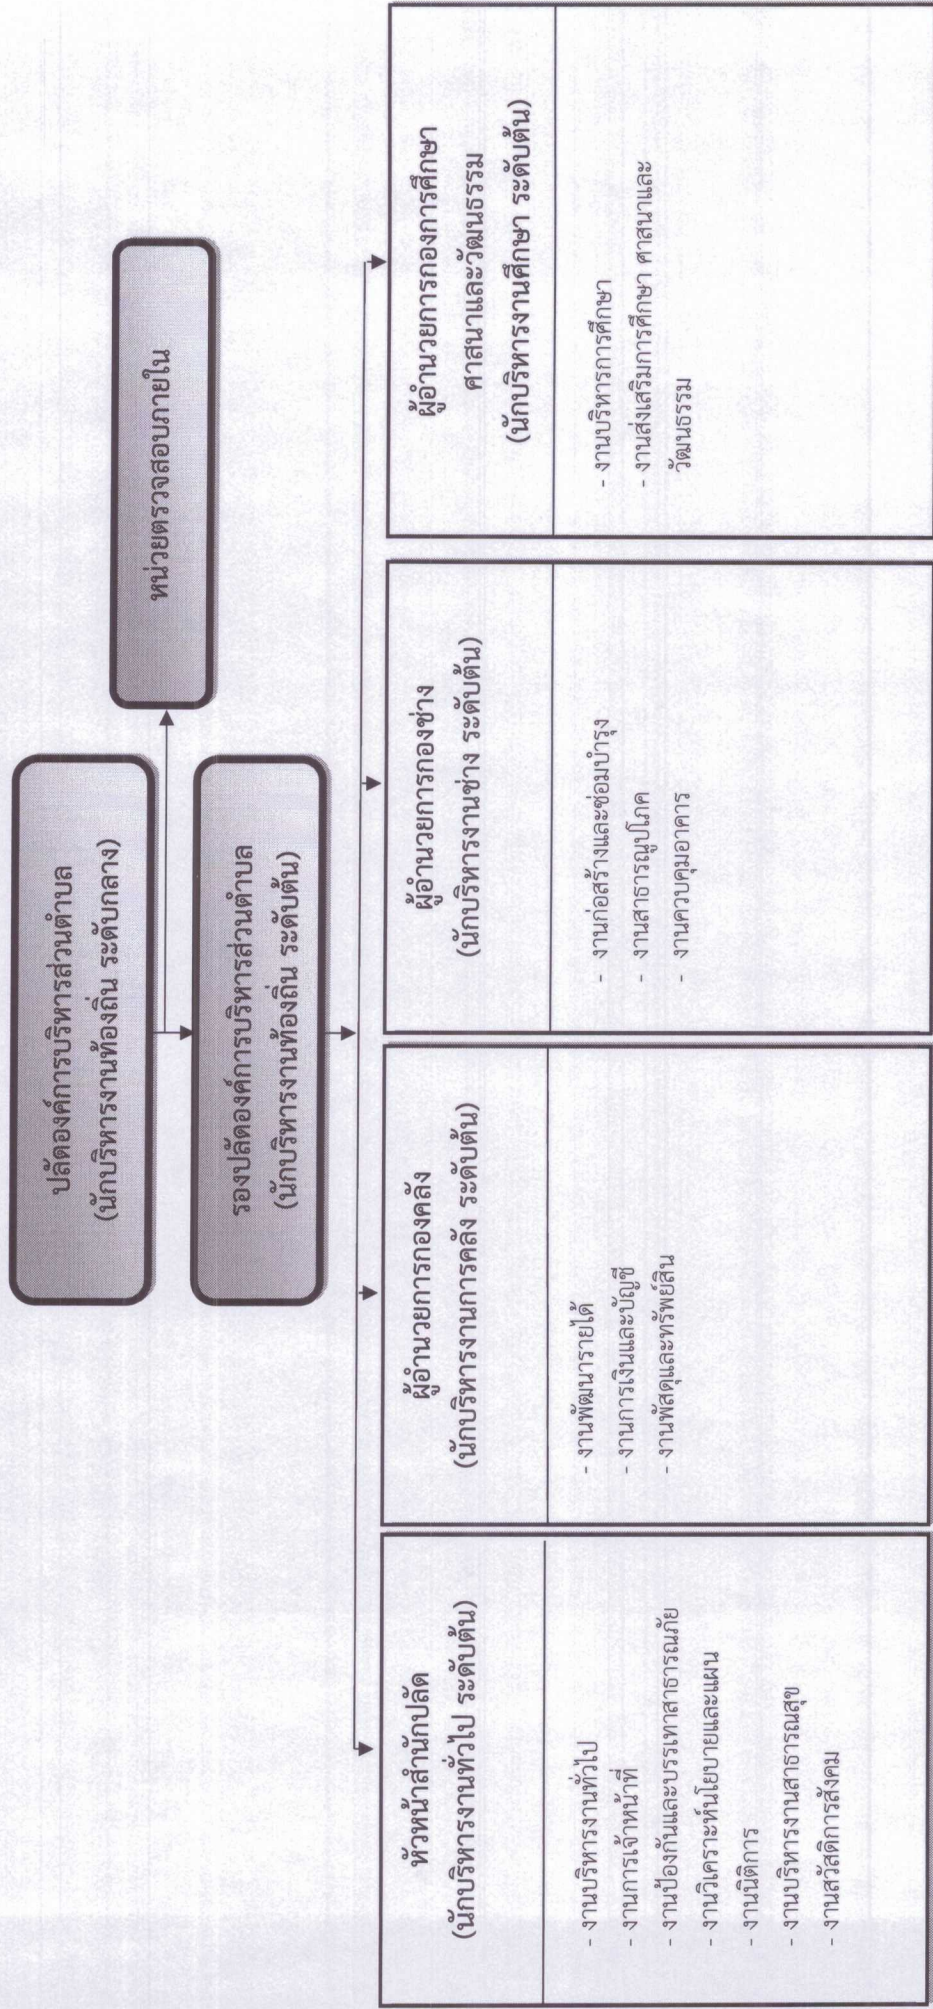 ปลัดองค์การบริหารส่วนตำบล
(นักบริหารงานท้องถิ่น ระดับกลาง)
หน่วยตรวจสอบภายใน
รองปลัดองค์การบริหารส่วนตำบล
(นักบริหารงานท้องถิ่น ระดับต้น)
หัวหน้าสำนักปลัด
(นักบริหารงานทั่วไป ระดับต้น)
- งานบริหารงานทั่วไป
- งานการเจ้าหน้าที่
- งานป้องกันและบรรเทาสาธารณภัย
- งานวิเคราะห์นโยบายและแผน
- งานนิติการ
- งานบริหารงานสาธารณสุข
- งานสวัสดิการสังคม
ผู้อำนวยการกองคลัง
(นักบริหารงานการคลัง ระดับต้น)
- งานพัฒนารายได้
- งานการเงินและบัญชี
- งานพัสดุและทรัพย์สิน
ผู้อำนวยการกองช่าง
(นักบริหารงานช่าง ระดับต้น)
- งานก่อสร้างและซ่อมบำรุง
- งานสาธารณูปโภค
- งานควบคุมอาคาร
ผู้อำนวยการกองการศึกษา
ศาสนาและวัฒนธรรม
(นักบริหารงานศึกษา ระดับต้น)
- งานบริหารการศึกษา
- งานส่งเสริมการศึกษา ศาสนาและ
วัฒนธรรม